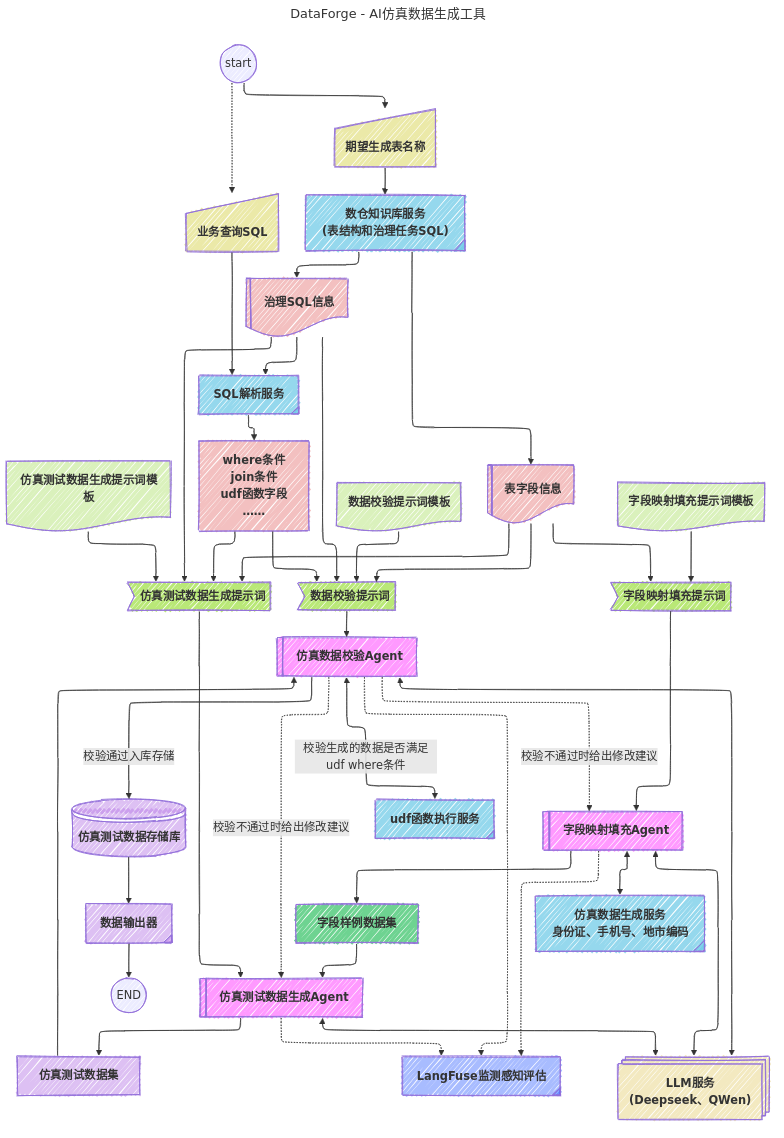 DataForge - AI仿真数据生成工具
start
期望生成表名称
业务查询SQL
数仓知识库服务
(表结构和治理任务SQL)
治理SQL信息
SQL解析服务
where条件
join条件
udf函数字段
……
仿真测试数据生成提示词模
板
数据校验提示词模板
表字段信息
字段映射填充提示词模板
仿真测试数据生成提示词
数据校验提示词
字段映射填充提示词
仿真数据校验Agent
校验通过入库存储
校验生成的数据是否满足
udf where条件
校验不通过时给出修改建议
仿真测试数据存储库
udf函数执行服务
校验不通过时给出修改建议
字段映射填充Agent
数据输出器
字段样例数据集
仿真数据生成服务
身份证、手机号、地市编码
END
仿真测试数据生成Agent
仿真测试数据集
LangFuse监测感知评估
LLM服务
(Deepseek、QWen)